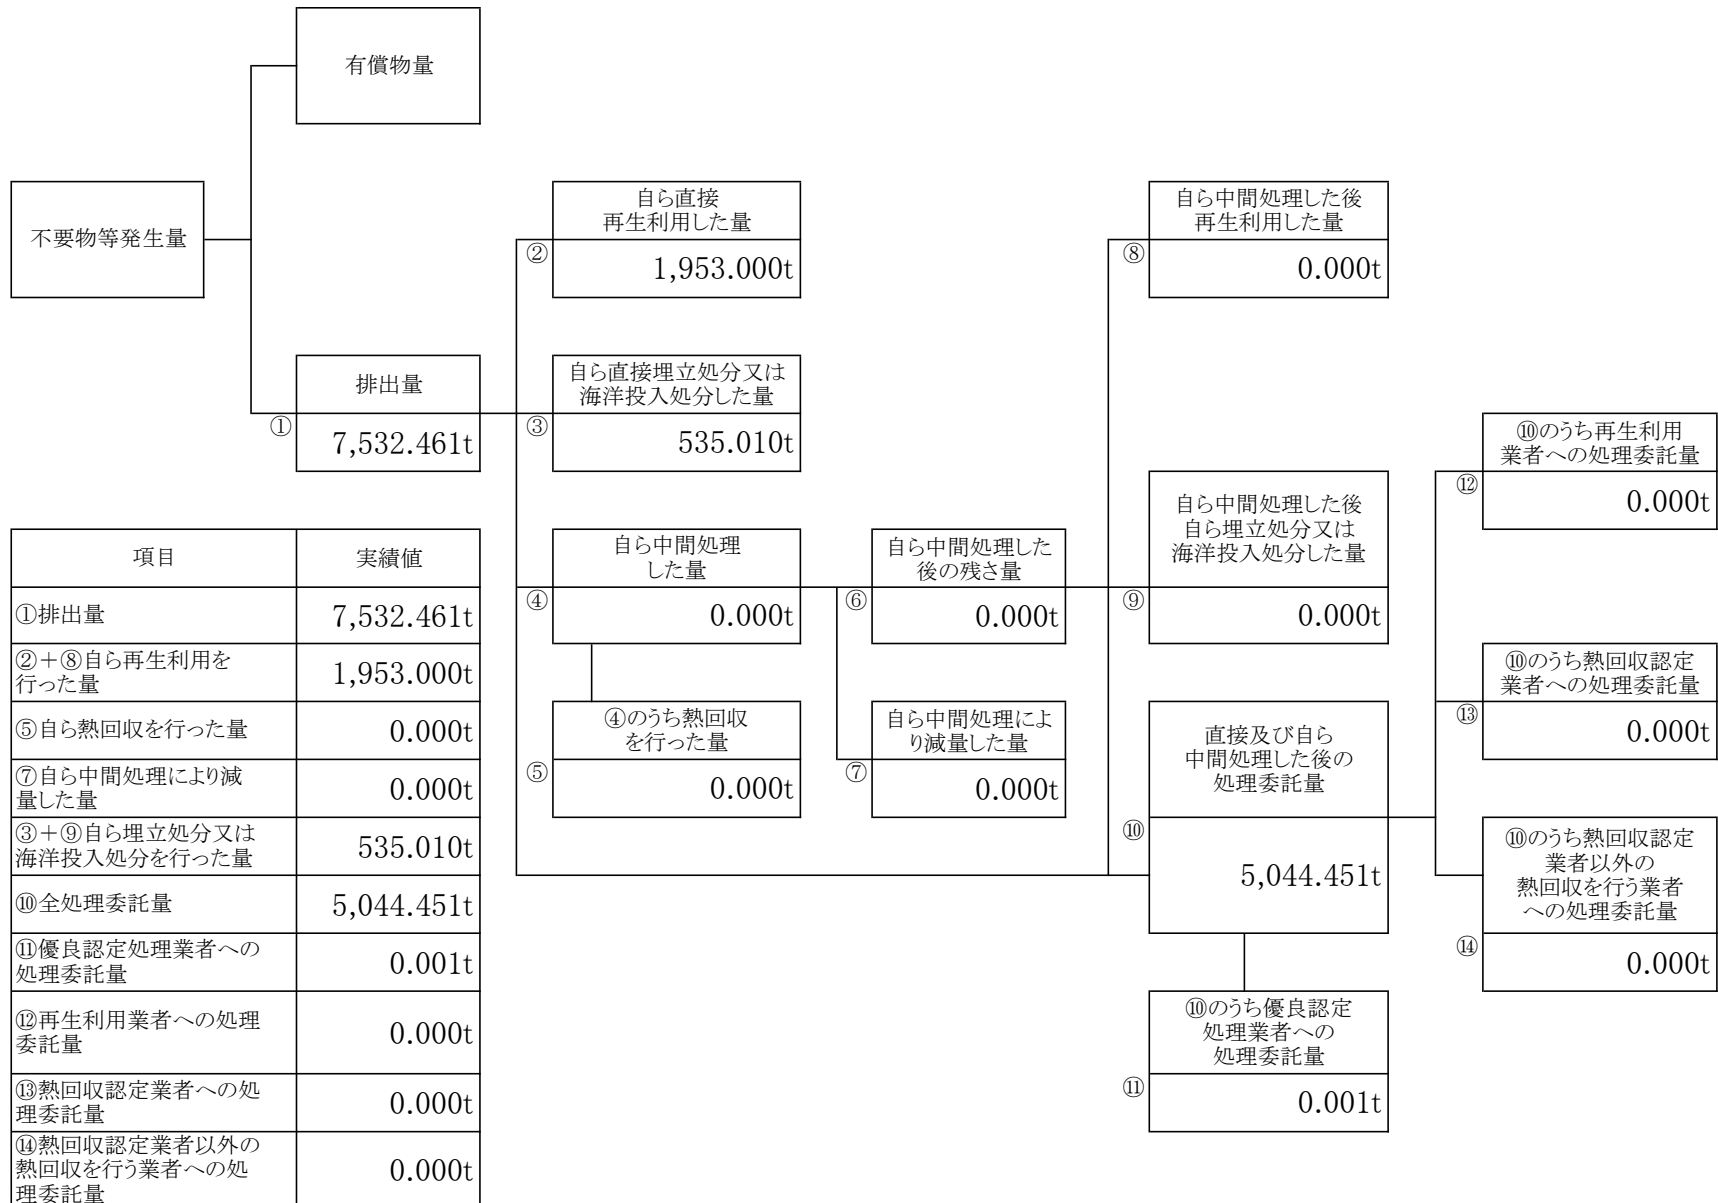 有償物量
不要物等発生量
自ら直接
再生利用した量
②
1,953.000t
自ら中間処理した後
再生利用した量
⑧
0.000t
排出量
①
7,532.461t
自ら直接埋立処分又は
海洋投入処分した量
③
535.010t
⑩のうち再生利用
業者への処理委託量
⑫
0.000t
自ら中間処理
した量
④
0.000t
自ら中間処理した
後の残さ量
⑥
0.000t
自ら中間処理した後
自ら埋立処分又は
海洋投入処分した量
⑨
0.000t
⑩のうち熱回収認定
業者への処理委託量
⑬
0.000t
④のうち熱回収
を行った量
⑤
0.000t
自ら中間処理によ
り減量した量
⑦
0.000t
直接及び自ら
中間処理した後の
処理委託量
⑩
5,044.451t
⑩のうち熱回収認定
業者以外の
熱回収を行う業者
への処理委託量
⑭
0.000t
⑩のうち優良認定
処理業者への
処理委託量
⑪
0.001t
項目
実績値
①排出量
7,532.461t
②＋⑧自ら再生利用を
行った量
1,953.000t
⑤自ら熱回収を行った量
0.000t
⑦自ら中間処理により減
量した量
0.000t
③＋⑨自ら埋立処分又は
海洋投入処分を行った量
535.010t
⑩全処理委託量
5,044.451t
⑪優良認定処理業者への
処理委託量
0.001t
⑫再生利用業者への処理
委託量
0.000t
⑬熱回収認定業者への処
理委託量
0.000t
⑭熱回収認定業者以外の
熱回収を行う業者への処
理委託量
0.000t